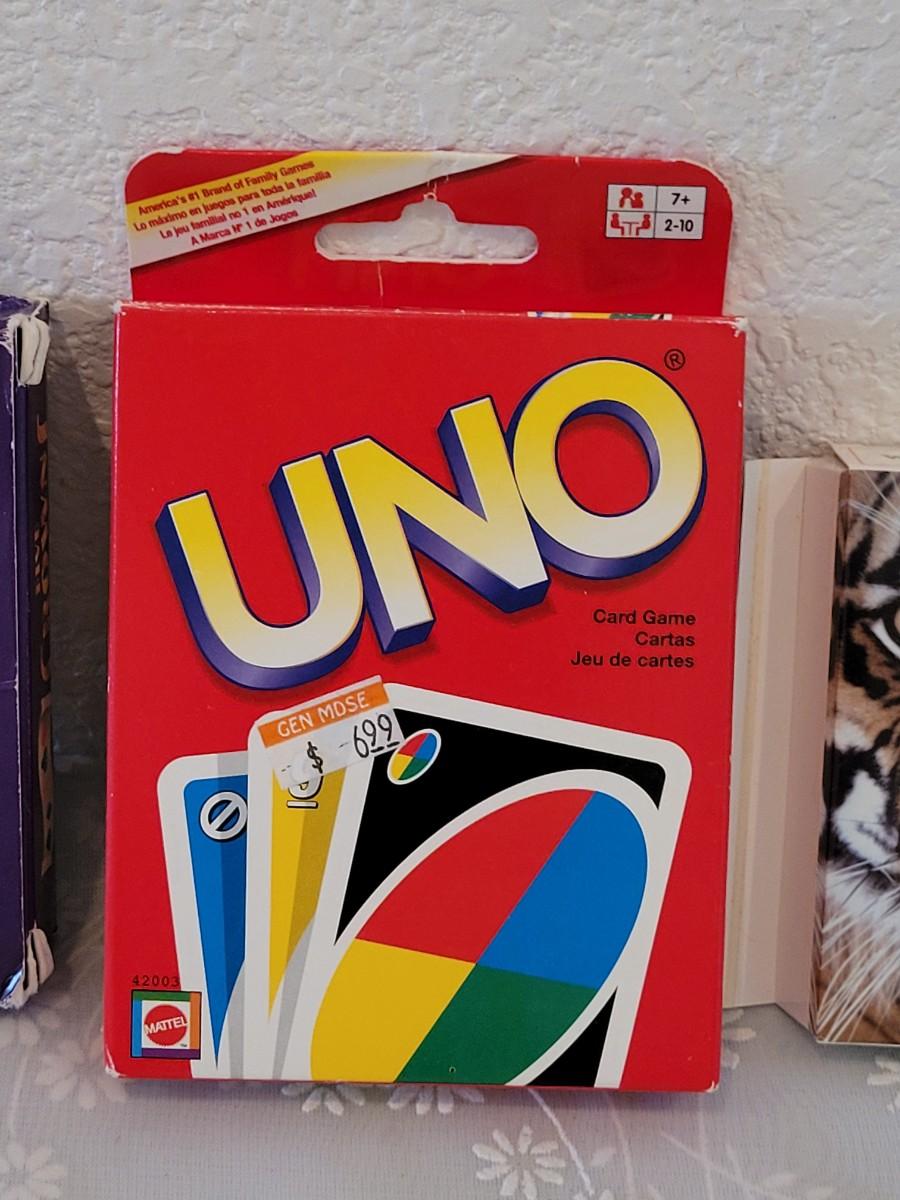 America's #1 Brand of Family Games
Lo máximo en juegos para toda la familia
Le jeu familial no 1 en Amérique!
A Marca Nº 1 de Jogos
7+
2-10
UNO®
Card Game
Cartas
Jeu de cartes
GEN MDSE
$ 699
42003
MATTEL